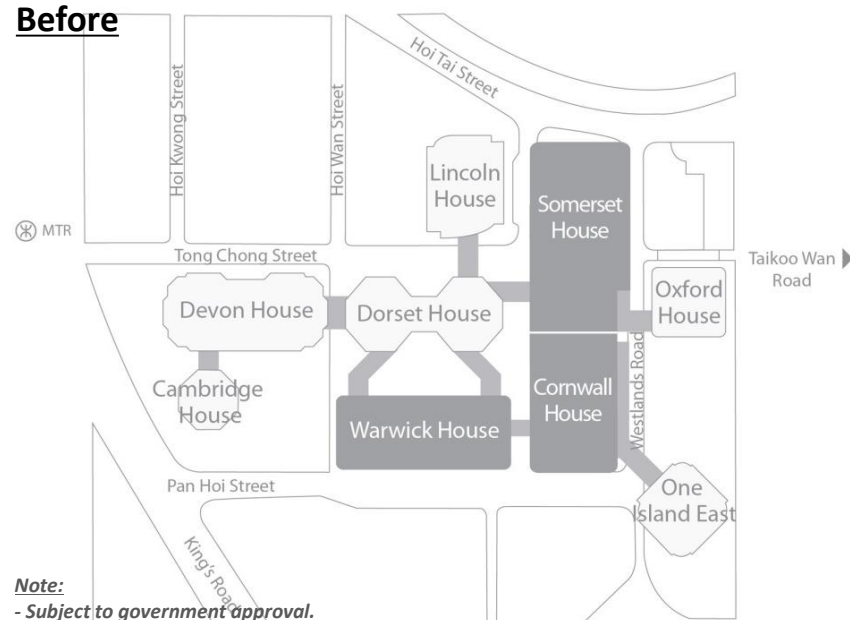 Before
Hoi Kwong Street
Hoi Wan Street
Hoi Tai Street
Lincoln
House
Somerset
House
MTR
Tong Chong Street
Taikoo Wan
Road
Devon House
Dorset House
Oxford
House
Westlands Road
Cambridge
House
Cornwall
House
Warwick House
Pan Hoi Street
One
Island East
King's Road
Note:
- Subject to government approval.